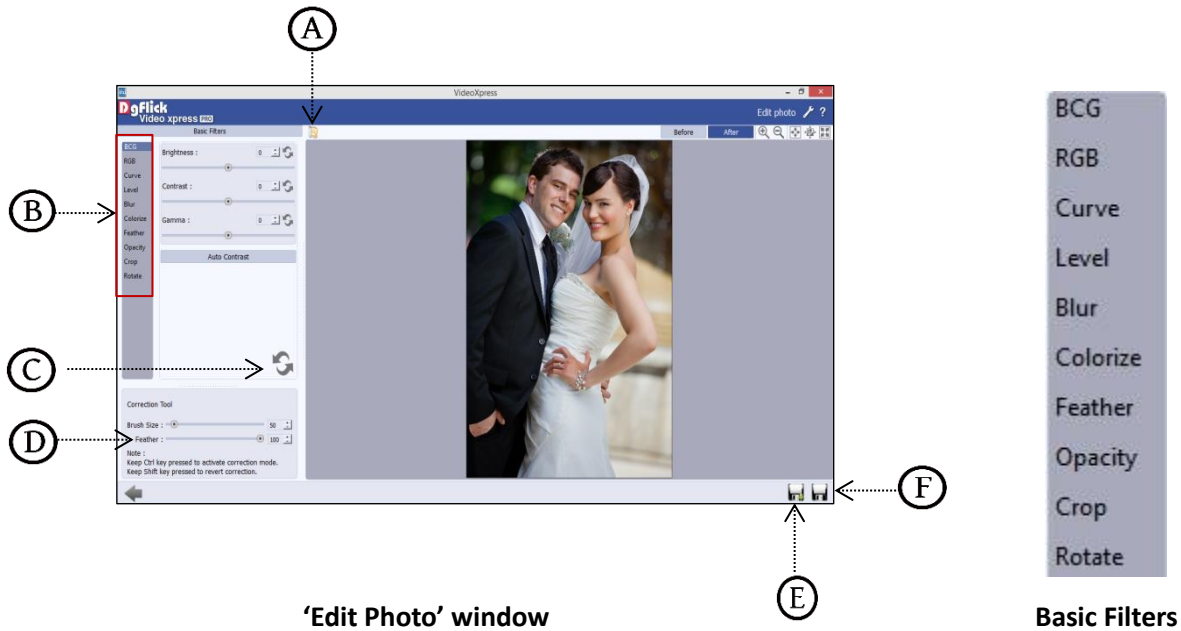 A
VideoXpress
DgFlick
Video xpress PRO
Edit photo ?
Basic Filters
Before After
BCG
RGB
Curve
Level
Blur
Colorize
Feather
Opacity
Crop
Rotate
Brightness : 0
Contrast : 0
Gamma : 0
Auto Contrast
B
C
D
Correction Tool
Brush Size : 50
Feather : 100
Note :
Keep Ctrl key pressed to activate correction mode.
Keep Shift key pressed to revert correction.
F
E
'Edit Photo' window
BCG
RGB
Curve
Level
Blur
Colorize
Feather
Opacity
Crop
Rotate
Basic Filters